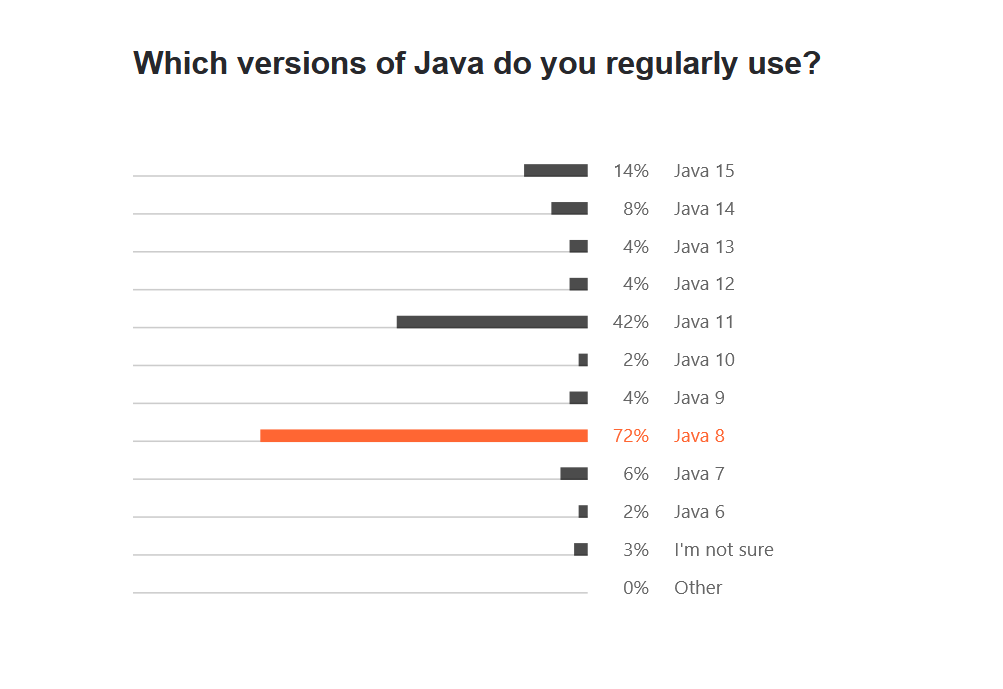 Which versions of Java do you regularly use?
14% Java 15
8% Java 14
4% Java 13
4% Java 12
42% Java 11
2% Java 10
4% Java 9
72% Java 8
6% Java 7
2% Java 6
3% I'm not sure
0% Other